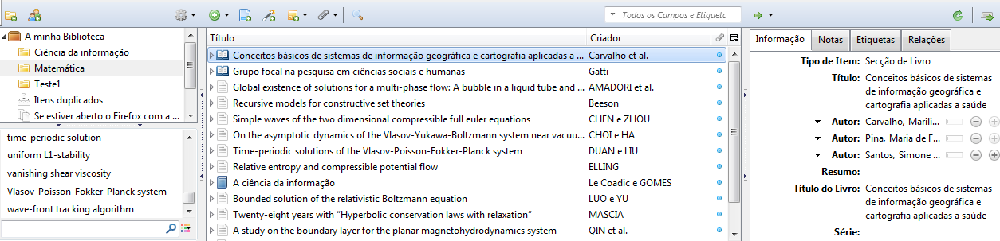 Todos os Campos e Etiqueta
A minha Biblioteca
Ciência da informação
Matemática
Teste1
Itens duplicados
Se estiver aberto o Firefox com a ...
time-periodic solution
uniform L1-stability
vanishing shear viscosity
Vlasov-Poisson-Fokker-Planck system
wave-front tracking algorithm
Título Criador
Conceitos básicos de sistemas de informação geográfica e cartografia aplicadas a ... Carvalho et al.
Grupo focal na pesquisa em ciências sociais e humanas Gatti
Global existence of solutions for a multi-phase flow: A bubble in a liquid tube and ... AMADORI et al.
Recursive models for constructive set theories Beeson
Simple waves of the two dimensional compressible full euler equations CHEN e ZHOU
On the asymptotic dynamics of the Vlasov-Yukawa-Boltzmann system near vacuu... CHOI e HA
Time-periodic solutions of the Vlasov-Poisson-Fokker-Planck system DUAN e LIU
Relative entropy and compressible potential flow ELLING
A ciência da informação Le Coadic e GOMES
Bounded solution of the relativistic Boltzmann equation LUO e YU
Twenty-eight years with “Hyperbolic conservation laws with relaxation” MASCIA
A study on the boundary layer for the planar magnetohydrodynamics system QIN et al.
Informação Notas Etiquetas Relações
Tipo de Item: Secção de Livro
Título: Conceitos básicos de sistemas
de informação geográfica e
cartografia aplicadas a saúde
Autor: Carvalho, Marili...
Autor: Pina, Maria de F...
Autor: Santos, Simone ...
Resumo:
Título do Livro: Conceitos básicos de sistemas
de informação geográfica e
cartografia aplicadas a saúde
Série: